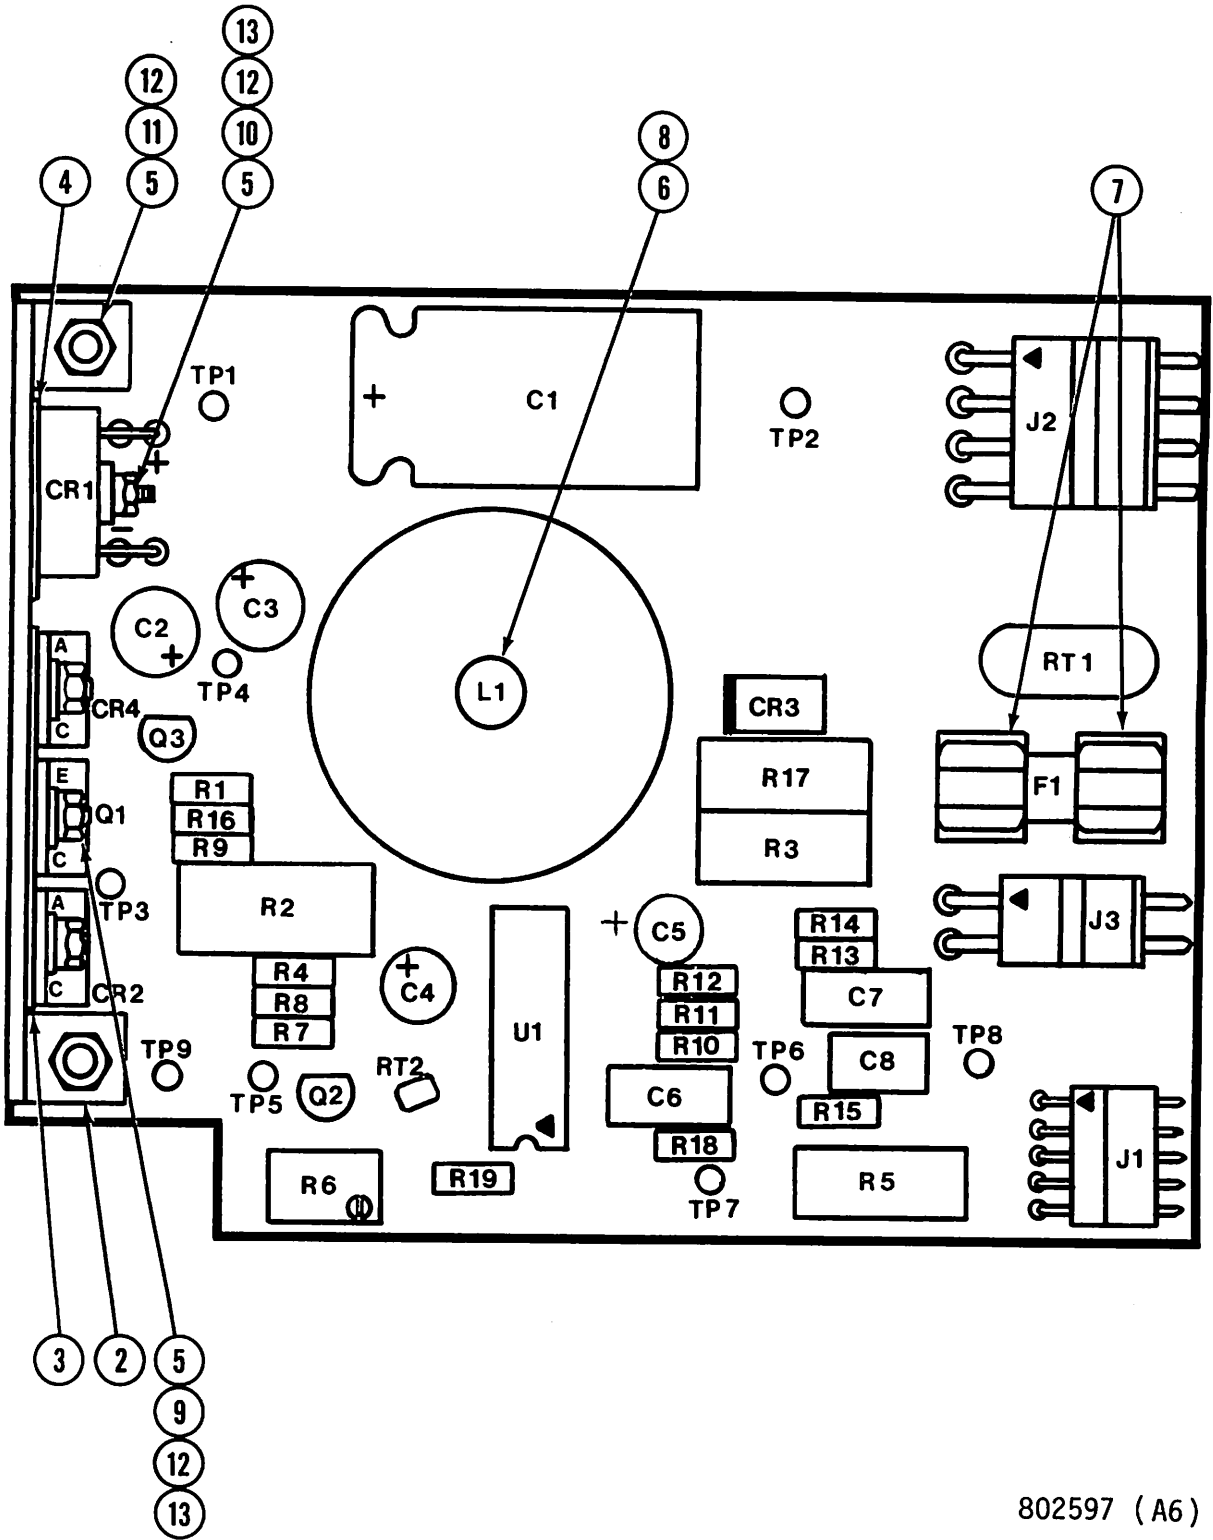 13
12
12
11
10
8
4
5
5
6
7
TP1
+
C1
TP2
J2
CR1
+
−
+
C3
C2
+
A
TP4
RT1
L1
CR4
C
CR3
Q3
E
R1
R17
F1
Q1
R16
C
R9
R3
TP3
A
R2
+
C5
R14
J3
R13
C
CR2
R4
+
C4
R12
C7
R8
R11
R7
U1
R10
TP9
TP6
TP8
RT2
C8
TP5
Q2
C6
R15
R18
J1
R6
R19
R5
TP7
3
2
5
9
12
13
802597 (A6)